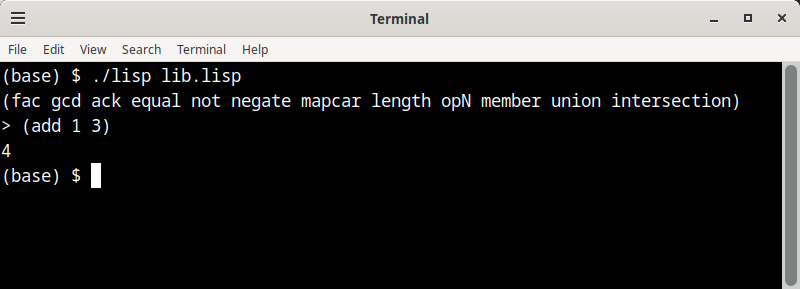 Terminal
File Edit View Search Terminal Help
(base) $ ./lisp lib.lisp
(fac gcd ack equal not negate mapcar length opN member union intersection)
> (add 1 3)
4
(base) $